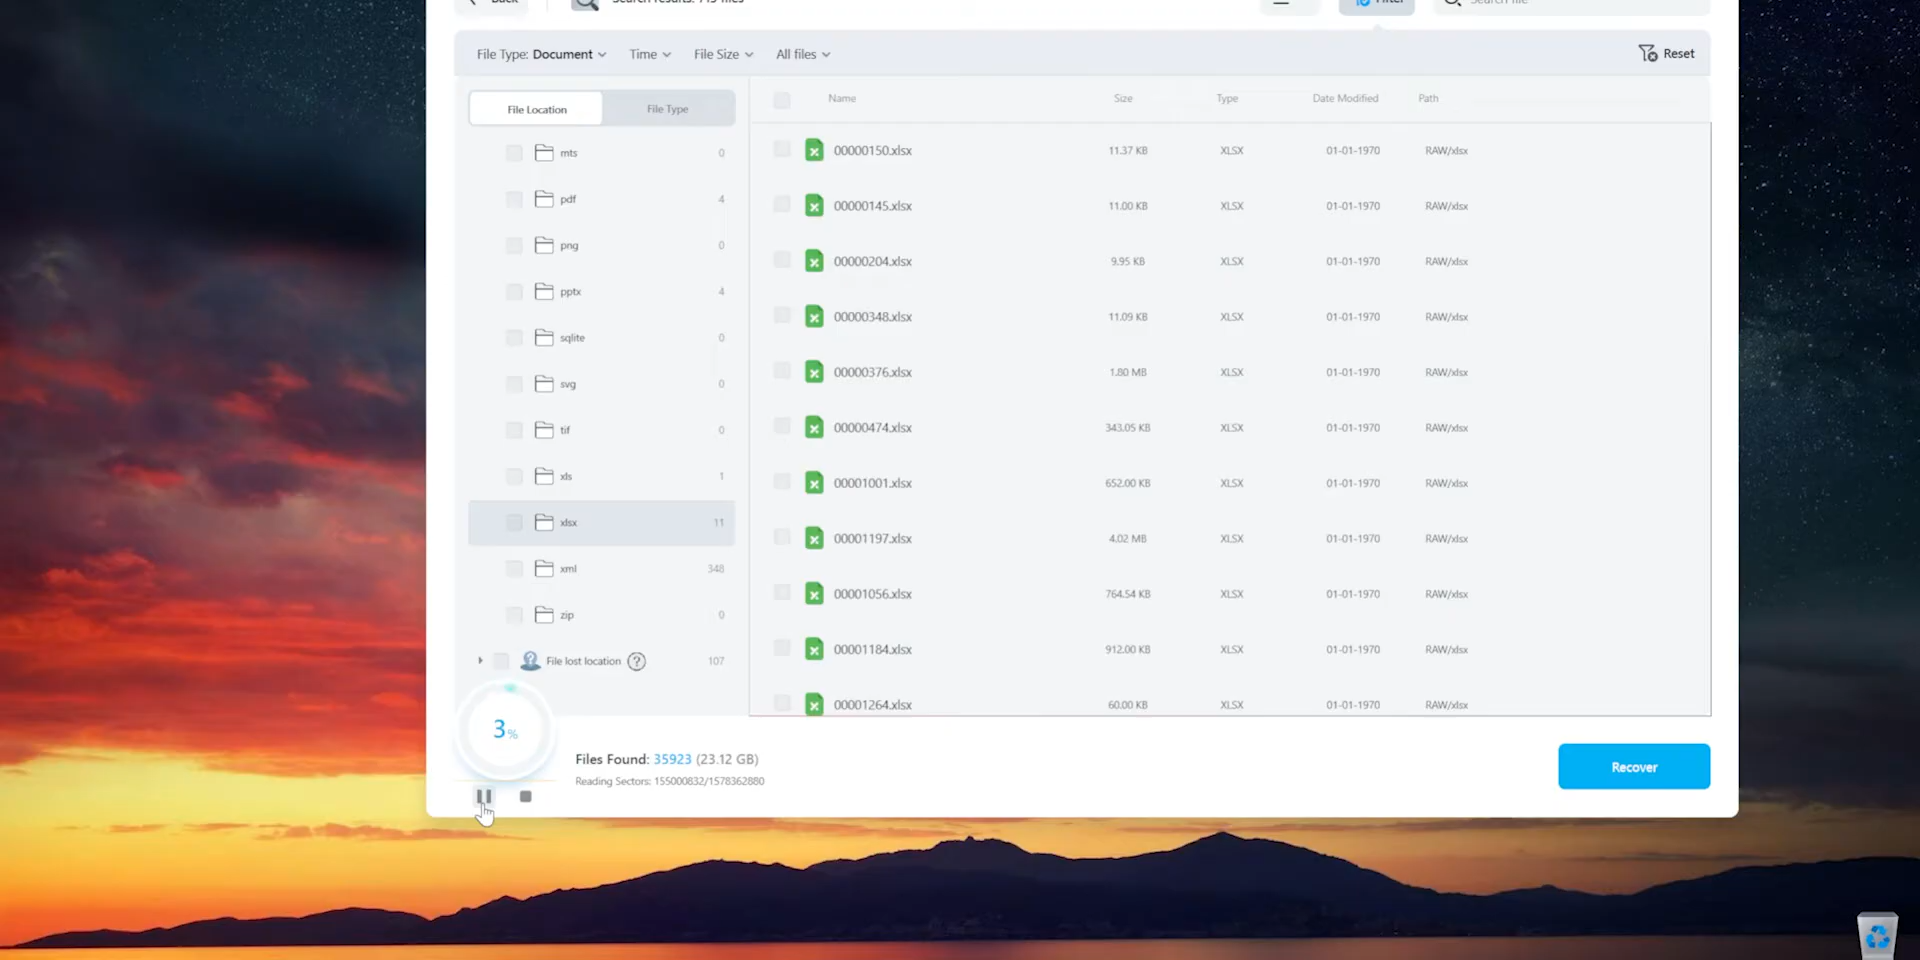 Back
Search results: 715 files
Filter
Search file
File Type: Document Time File Size All files Reset
File Location File Type
mts 0
pdf 4
png 0
pptx 4
sqlite 0
svg 0
tif 0
xls 1
xlsx 11
xml 348
zip 0
File lost location ? 107
Name Size Type Date Modified Path
00000150.xlsx 11.37 KB XLSX 01-01-1970 RAW/xlsx
00000145.xlsx 11.00 KB XLSX 01-01-1970 RAW/xlsx
00000204.xlsx 9.95 KB XLSX 01-01-1970 RAW/xlsx
00000348.xlsx 11.09 KB XLSX 01-01-1970 RAW/xlsx
00000376.xlsx 1.80 MB XLSX 01-01-1970 RAW/xlsx
00000474.xlsx 343.05 KB XLSX 01-01-1970 RAW/xlsx
00001001.xlsx 652.00 KB XLSX 01-01-1970 RAW/xlsx
00001197.xlsx 4.02 MB XLSX 01-01-1970 RAW/xlsx
00001056.xlsx 764.54 KB XLSX 01-01-1970 RAW/xlsx
00001184.xlsx 912.00 KB XLSX 01-01-1970 RAW/xlsx
00001264.xlsx 60.00 KB XLSX 01-01-1970 RAW/xlsx
3%
Files Found: 35923 (23.12 GB)
Reading Sectors: 155000832/1578362880
Recover